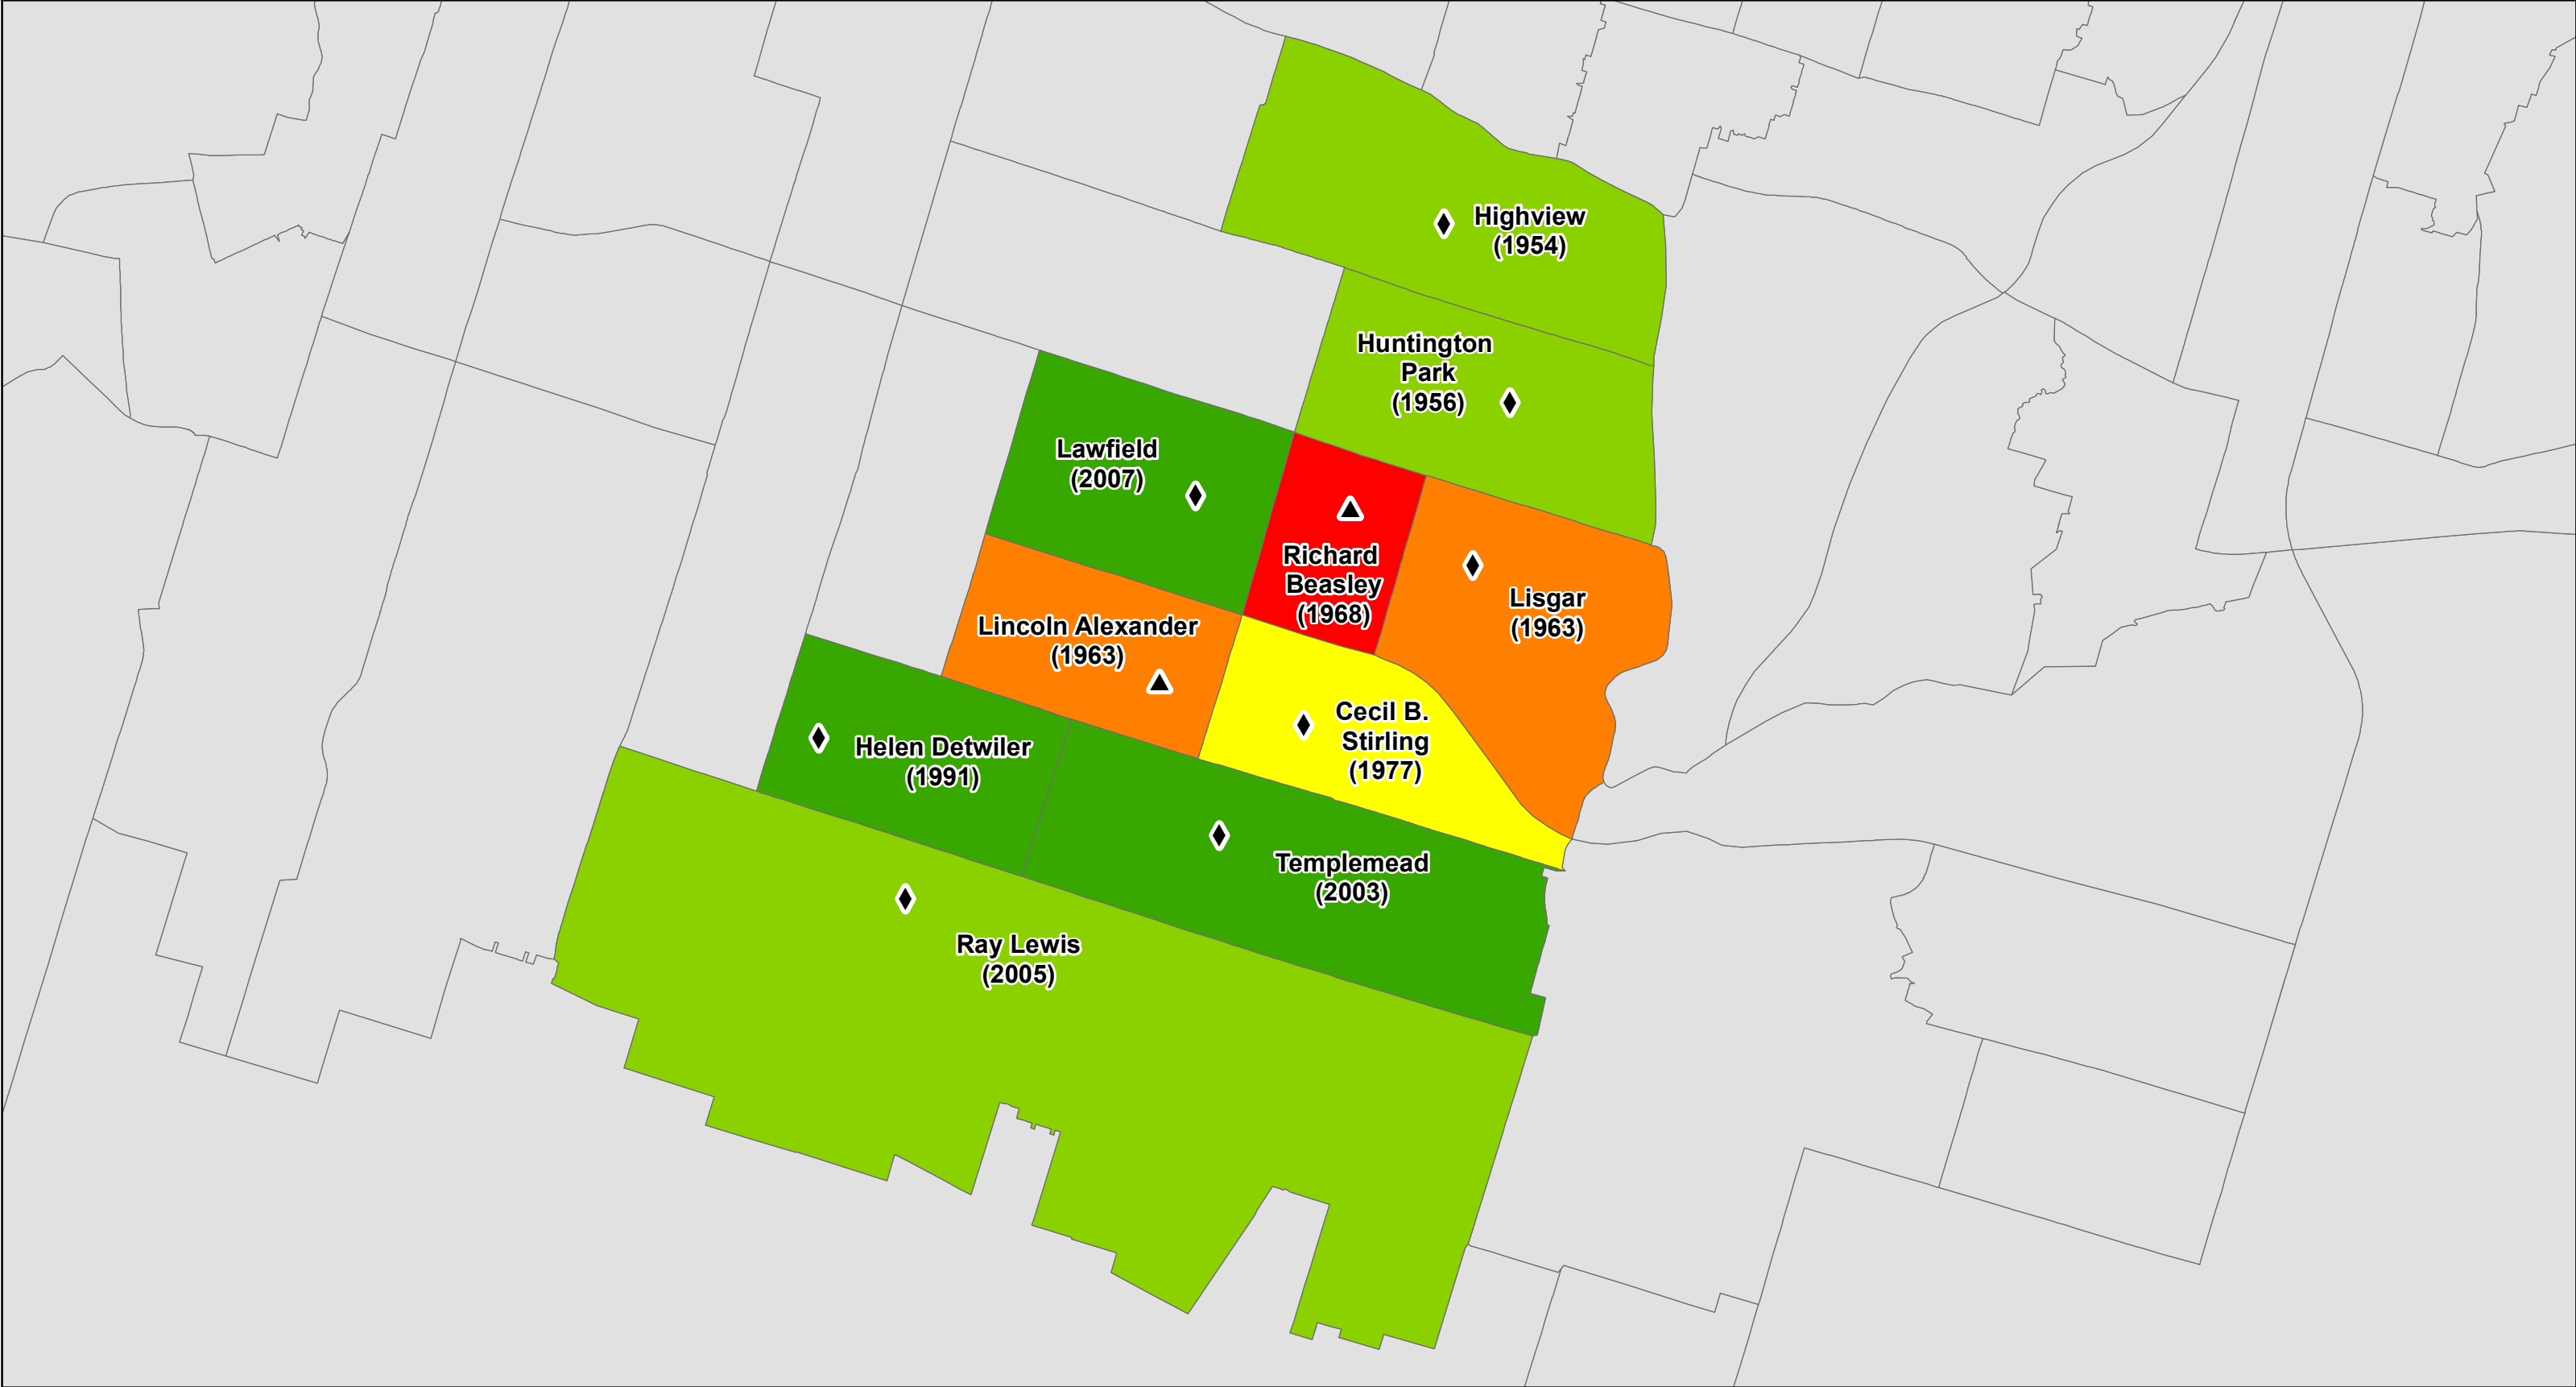 Highview
(1954)
Huntington
Park
(1956)
Lawfield
(2007)
Richard
Beasley
(1968)
Lisgar
(1963)
Lincoln Alexander
(1963)
Cecil B.
Stirling
(1977)
Helen Detwiler
(1991)
Templemead
(2003)
Ray Lewis
(2005)